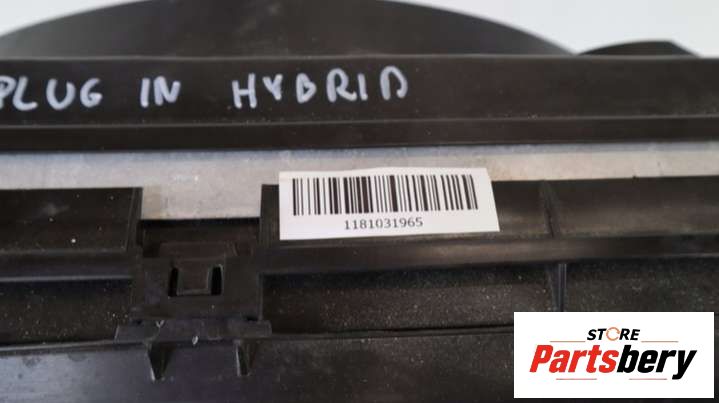 PLUG IN HYBRID
1181031965
STORE
Partsbery